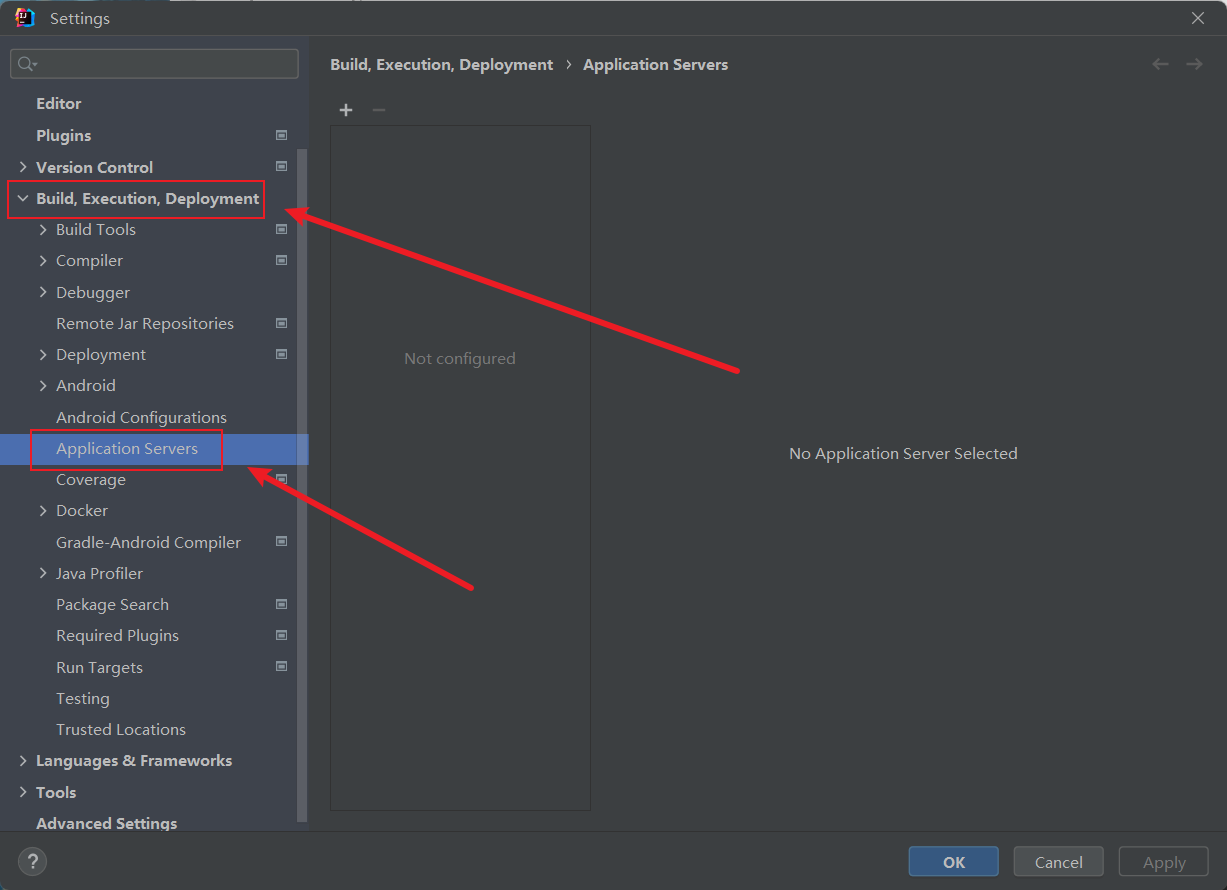 Settings
Build, Execution, Deployment › Application Servers
Editor
Plugins
Version Control
Build, Execution, Deployment
Build Tools
Compiler
Debugger
Remote Jar Repositories
Deployment
Android
Android Configurations
Application Servers
Coverage
Docker
Gradle-Android Compiler
Java Profiler
Package Search
Required Plugins
Run Targets
Testing
Trusted Locations
Languages & Frameworks
Tools
Advanced Settings
Not configured
No Application Server Selected
?
OK
Cancel
Apply